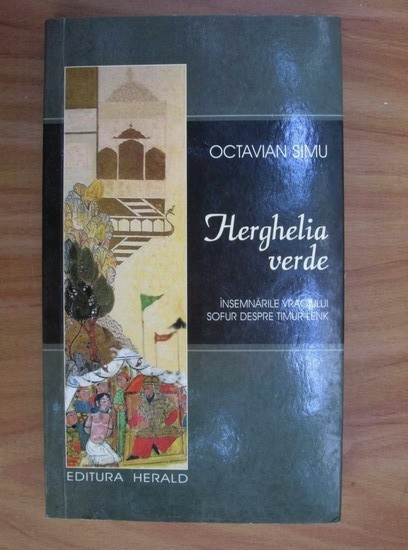 OCTAVIAN SIMU
Herghelia
verde
ÎNSEMNĂRILE VRACIULUI
SOFUR DESPRE TIMUR LENK
EDITURA HERALD